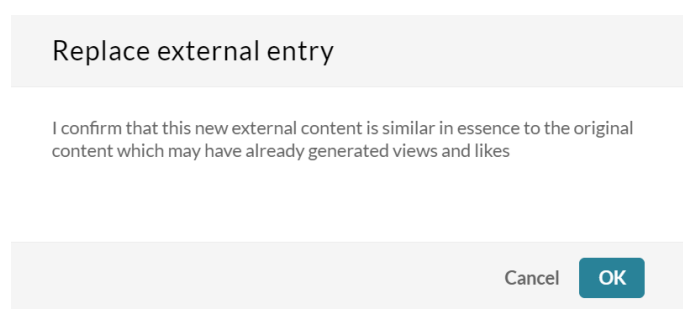 Replace external entry
I confirm that this new external content is similar in essence to the original
content which may have already generated views and likes
Cancel OK